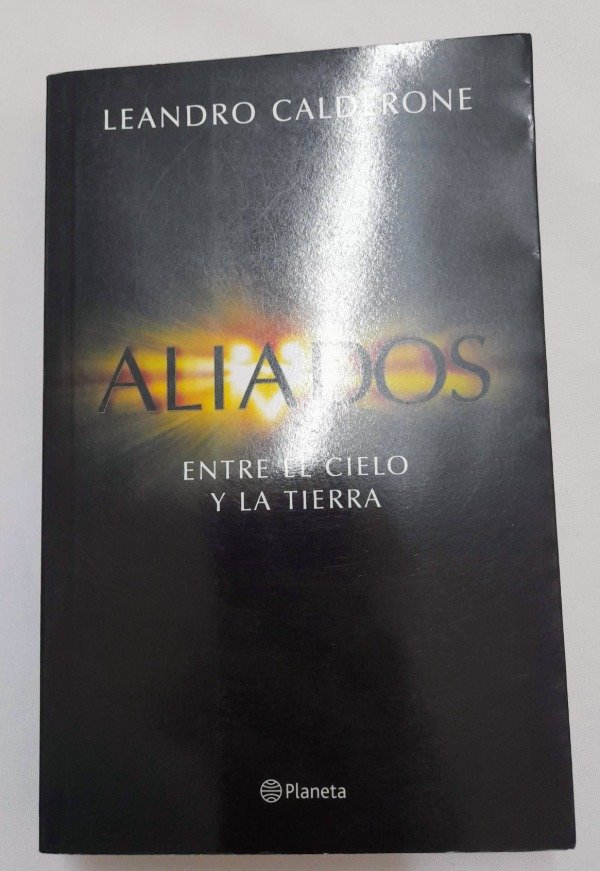 LEANDRO CALDERONE
ALIADOS
ENTRE EL CIELO
Y LA TIERRA
Planeta